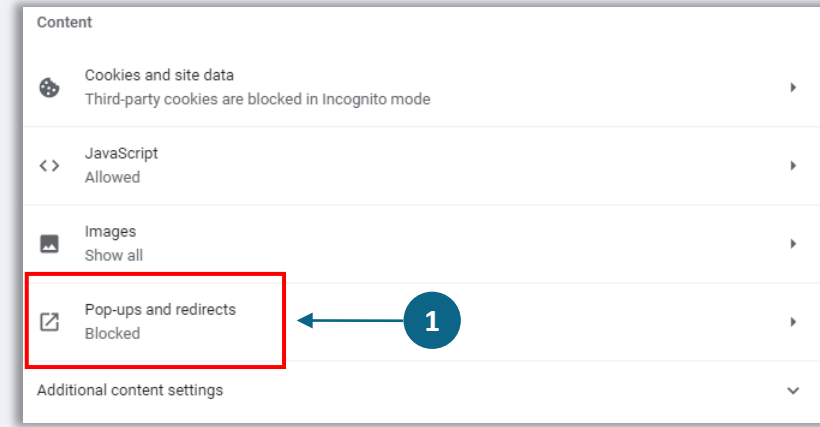 Content
Cookies and site data
Third-party cookies are blocked in Incognito mode
JavaScript
Allowed
Images
Show all
Pop-ups and redirects
Blocked
1
Additional content settings